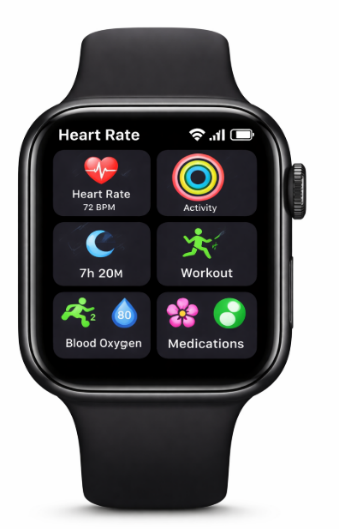 Heart Rate
Heart Rate
72 BPM
Activity
7h 20M
Workout
2
80
Blood Oxygen
Medications